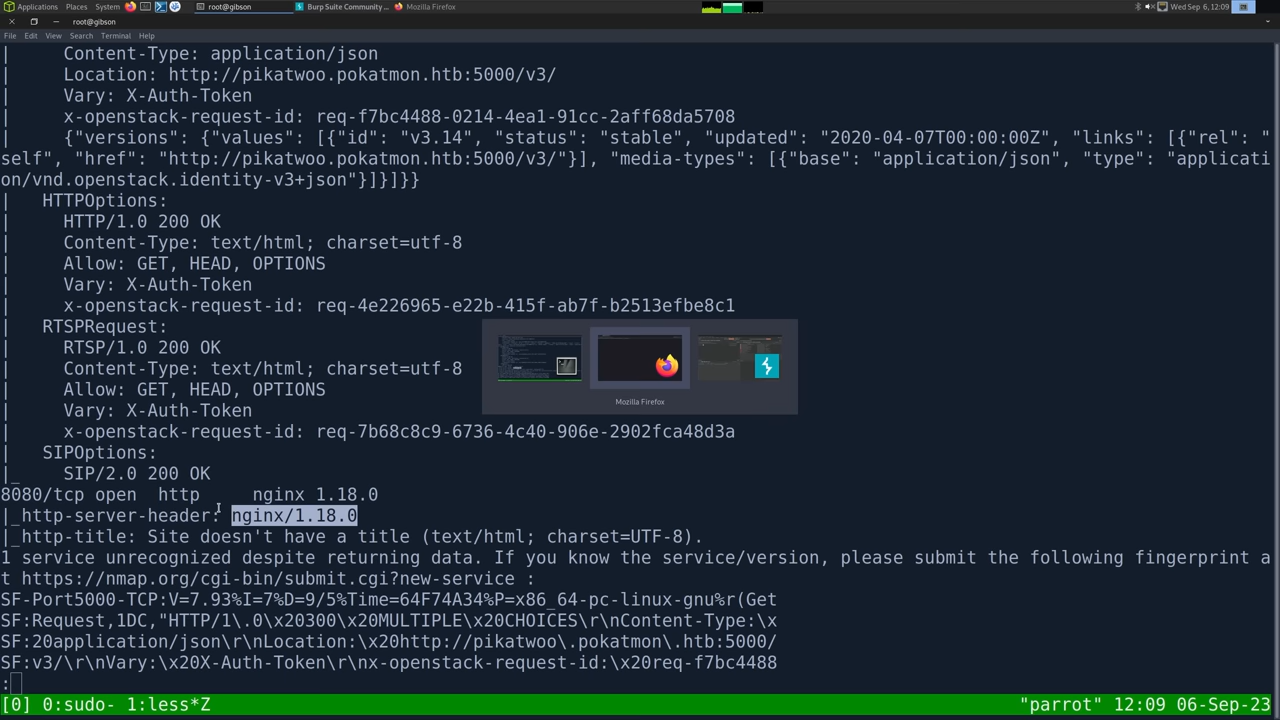 Applications Places System root@gibson Burp Suite Community ... Mozilla Firefox Wed Sep 6, 12:09
root@gibson
File Edit View Search Terminal Help
| Content-Type: application/json
| Location: http://pikatwoo.pokatmon.htb:5000/v3/
| Vary: X-Auth-Token
| x-openstack-request-id: req-f7bc4488-0214-4ea1-91cc-2aff68da5708
| {"versions": {"values": [{"id": "v3.14", "status": "stable", "updated": "2020-04-07T00:00:00Z", "links": [{"rel": "
self", "href": "http://pikatwoo.pokatmon.htb:5000/v3/"}], "media-types": [{"base": "application/json", "type": "applicati
on/vnd.openstack.identity-v3+json"}]}]}}
| HTTPOptions:
| HTTP/1.0 200 OK
| Content-Type: text/html; charset=utf-8
| Allow: GET, HEAD, OPTIONS
| Vary: X-Auth-Token
| x-openstack-request-id: req-4e226965-e22b-415f-ab7f-b2513efbe8c1
| RTSPRequest:
| RTSP/1.0 200 OK
| Content-Type: text/html; charset=utf-8
| Allow: GET, HEAD, OPTIONS
| Vary: X-Auth-Token
| x-openstack-request-id: req-7b68c8c9-6736-4c40-906e-2902fca48d3a
| SIPOptions:
|_ SIP/2.0 200 OK
8080/tcp open http nginx 1.18.0
|_http-server-header: nginx/1.18.0
|_http-title: Site doesn't have a title (text/html; charset=UTF-8).
1 service unrecognized despite returning data. If you know the service/version, please submit the following fingerprint a
t https://nmap.org/cgi-bin/submit.cgi?new-service :
SF-Port5000-TCP:V=7.93%I=7%D=9/5%Time=64F74A34%P=x86_64-pc-linux-gnu%r(Get
SF:Request,1DC,"HTTP/1\.0\x20300\x20MULTIPLE\x20CHOICES\r\nContent-Type:\x
SF:20application/json\r\nLocation:\x20http://pikatwoo\.pokatmon\.htb:5000/
SF:v3/\r\nVary:\x20X-Auth-Token\r\nx-openstack-request-id:\x20req-f7bc4488
:
Mozilla Firefox
[0] 0:sudo- 1:less*Z "parrot" 12:09 06-Sep-23